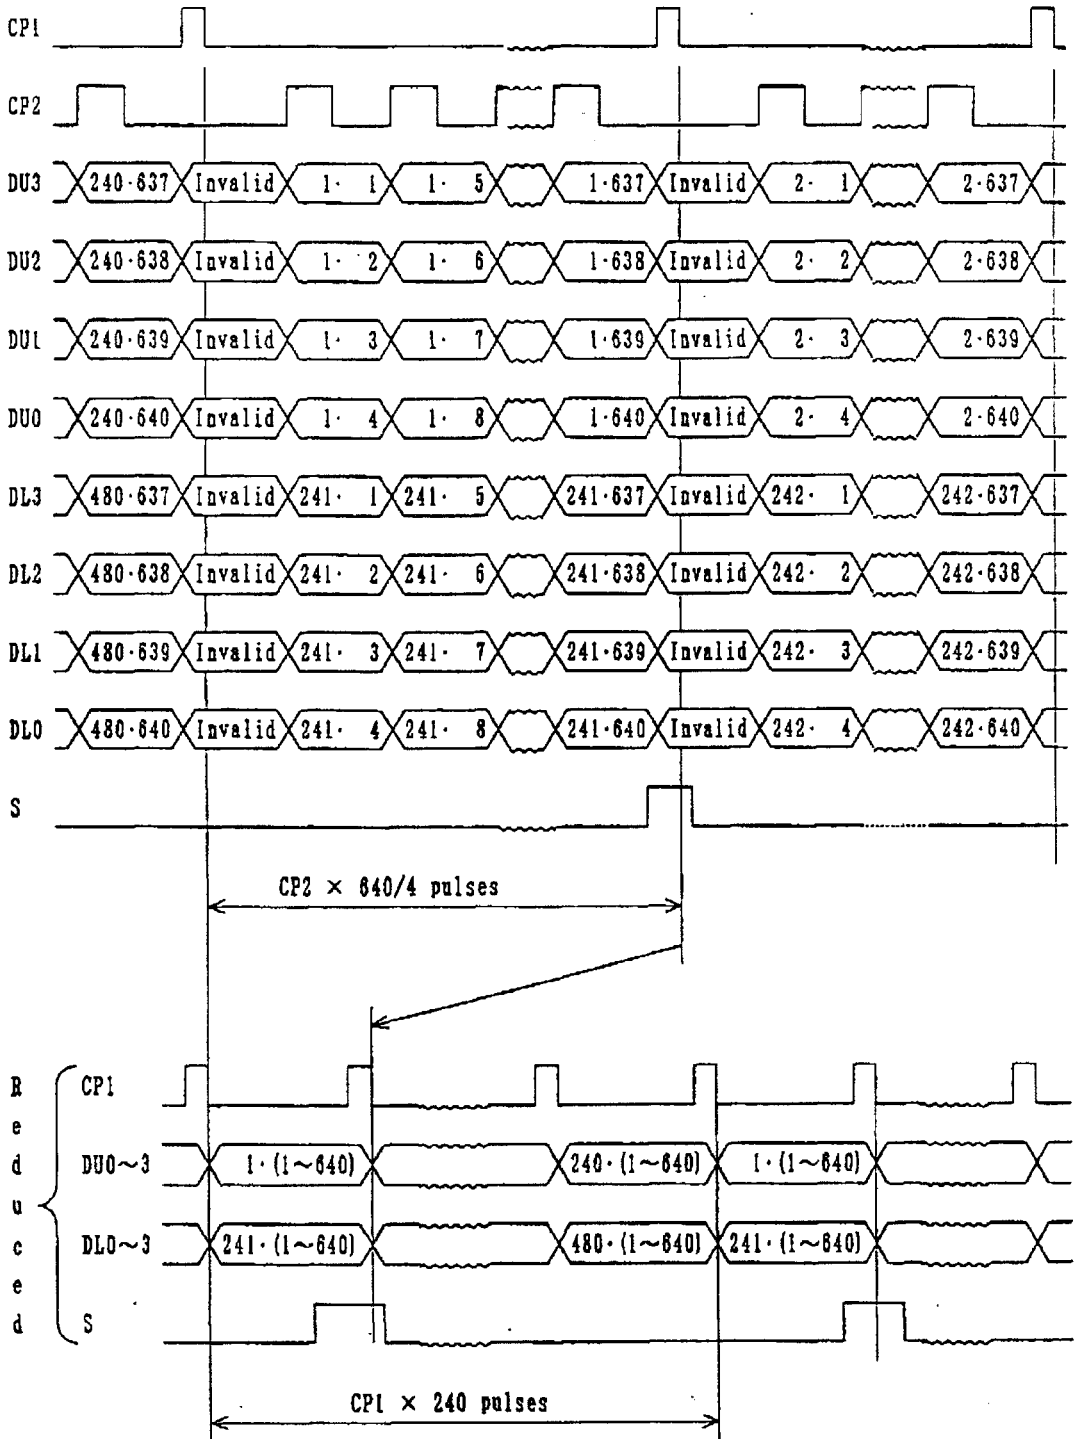 CP1
CP2
DU3 240·637 Invalid 1· 1 1· 5 1·637 Invalid 2· 1 2·637
DU2 240·638 Invalid 1· 2 1· 6 1·638 Invalid 2· 2 2·638
DU1 240·639 Invalid 1· 3 1· 7 1·639 Invalid 2· 3 2·639
DU0 240·640 Invalid 1· 4 1· 8 1·640 Invalid 2· 4 2·640
DL3 480·637 Invalid 241· 1 241· 5 241·637 Invalid 242· 1 242·637
DL2 480·638 Invalid 241· 2 241· 6 241·638 Invalid 242· 2 242·638
DL1 480·639 Invalid 241· 3 241· 7 241·639 Invalid 242· 3 242·639
DL0 480·640 Invalid 241· 4 241· 8 241·640 Invalid 242· 4 242·640
S
CP2 × 640/4 pulses
Reduced
CP1
DU0~3 1·(1~640) 240·(1~640) 1·(1~640)
DL0~3 241·(1~640) 480·(1~640) 241·(1~640)
S
CP1 × 240 pulses